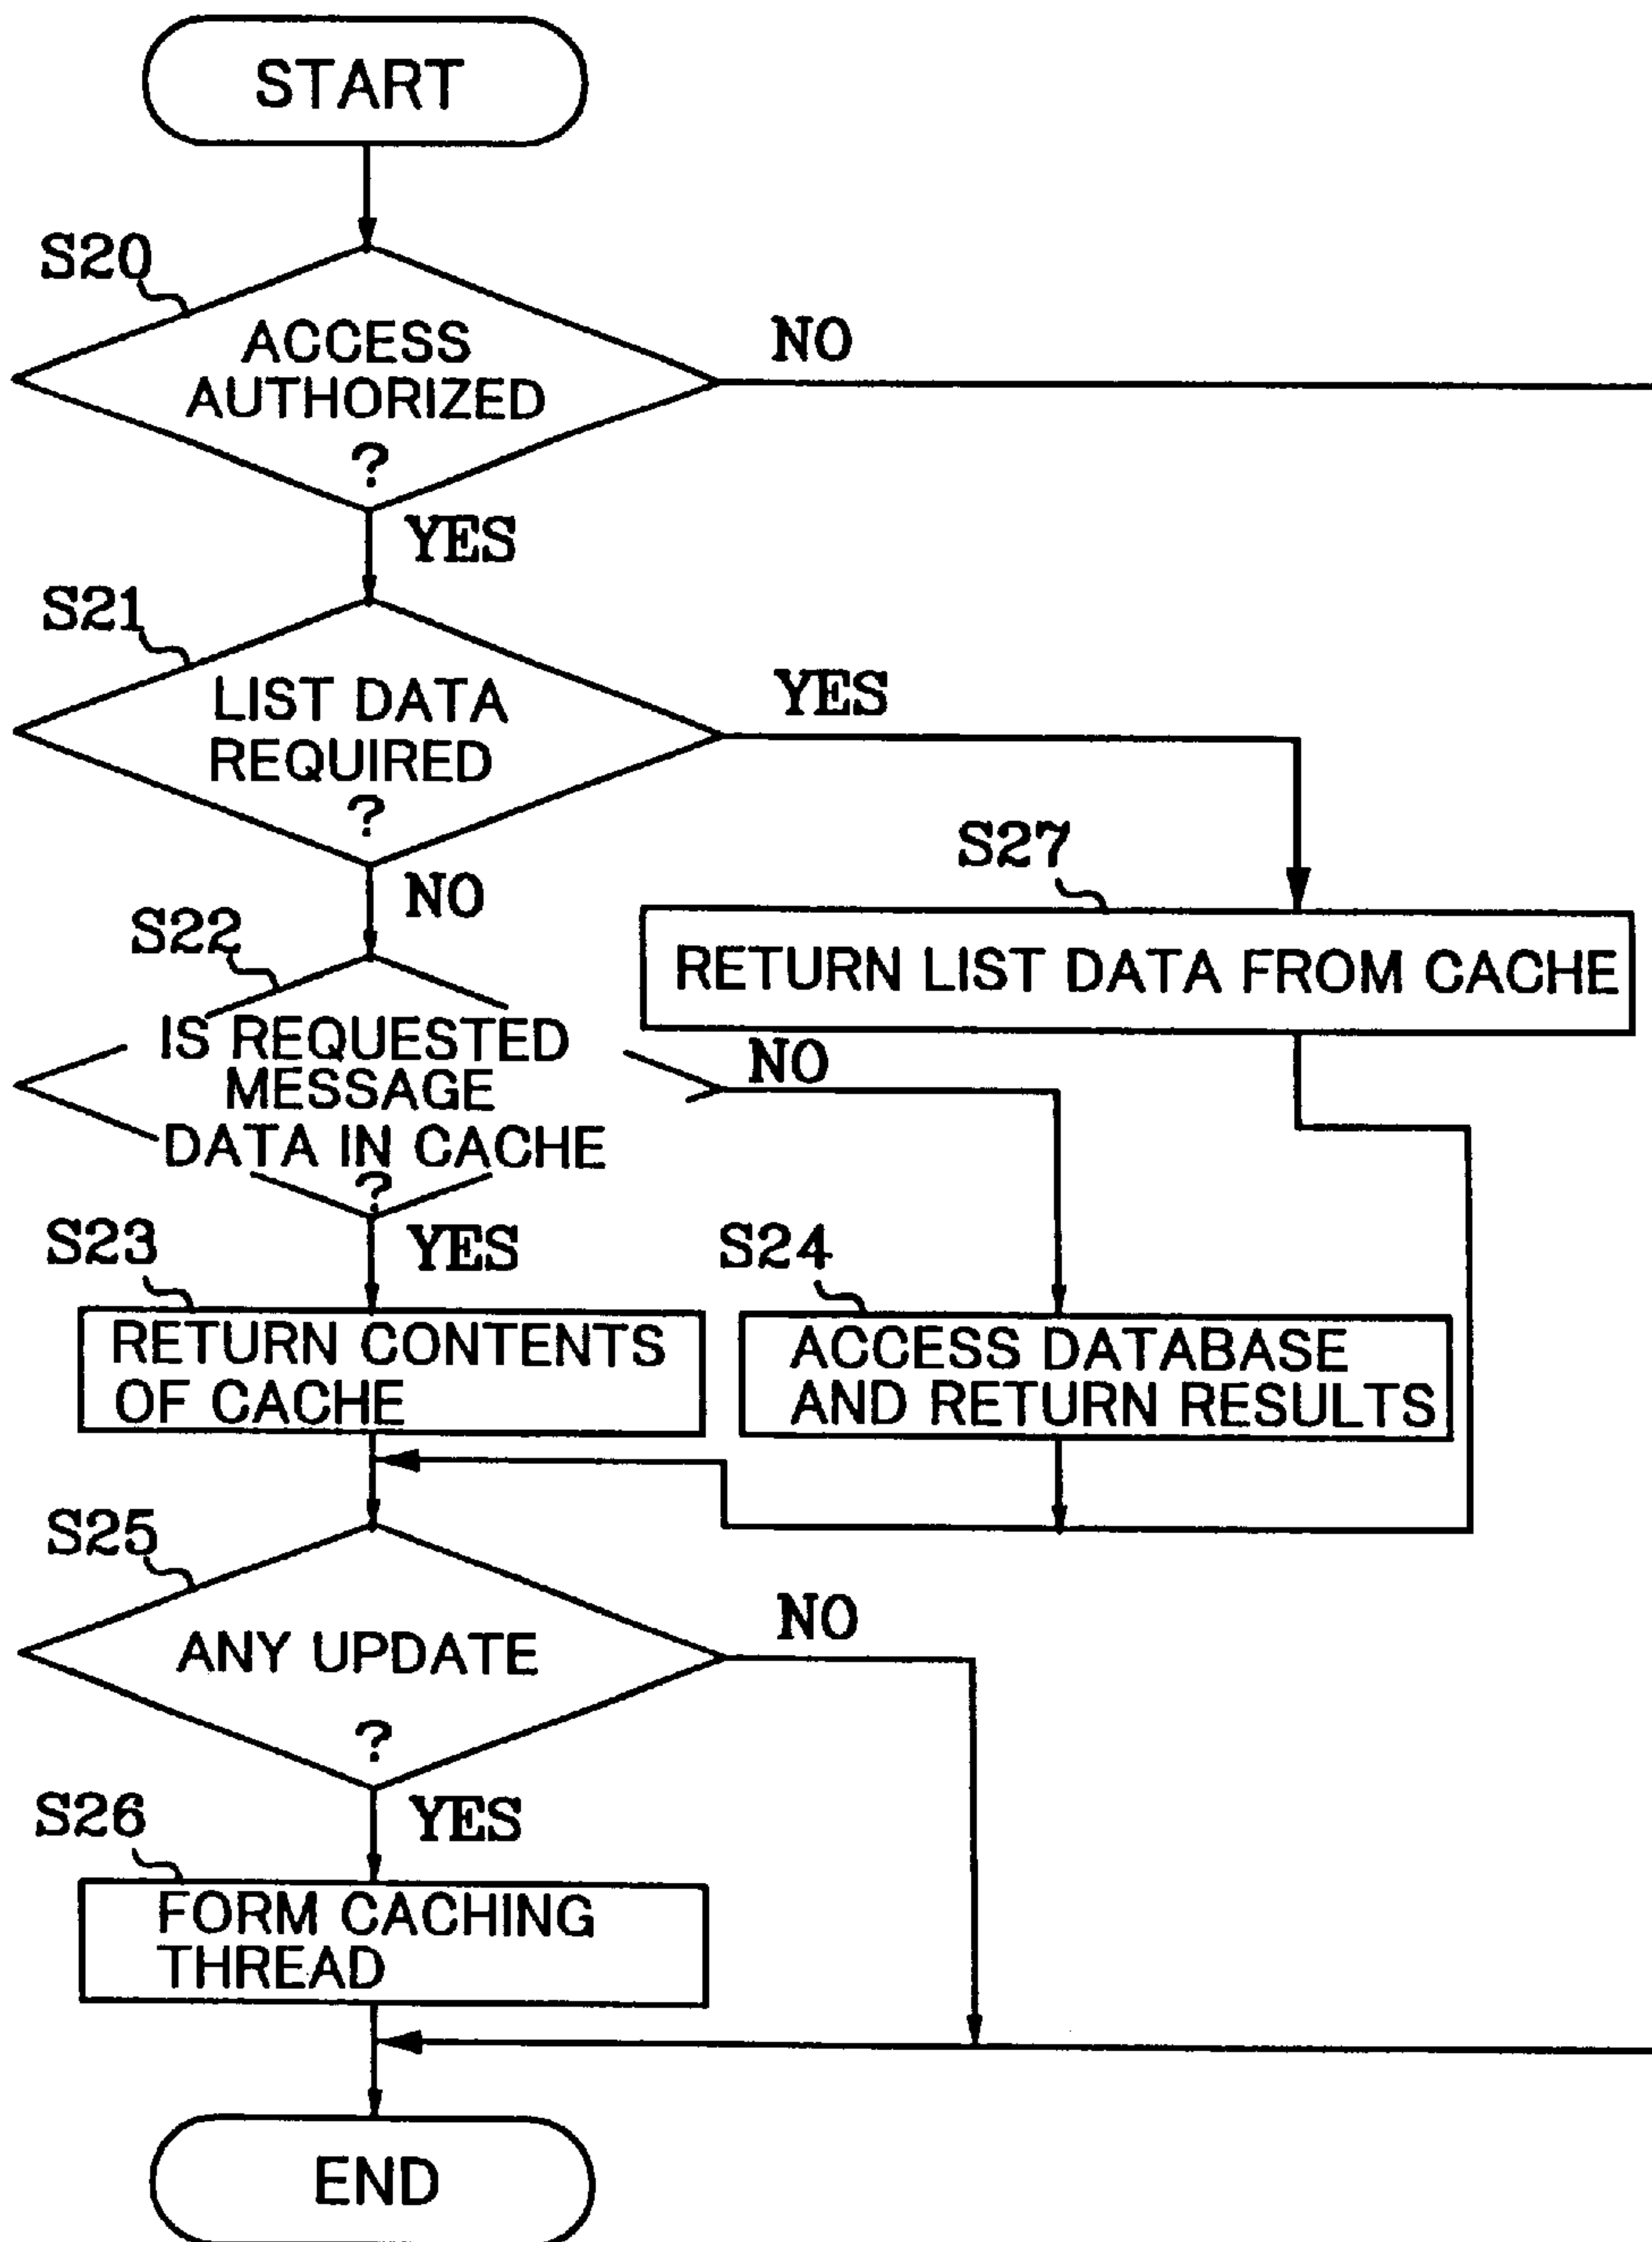 START
S20
ACCESS
AUTHORIZED
?
NO
YES
S21
LIST DATA
REQUIRED
?
YES
NO
S27
RETURN LIST DATA FROM CACHE
S22
IS REQUESTED
MESSAGE
DATA IN CACHE
?
NO
YES
S23
RETURN CONTENTS
OF CACHE
S24
ACCESS DATABASE
AND RETURN RESULTS
S25
ANY UPDATE
?
NO
YES
S26
FORM CACHING
THREAD
END